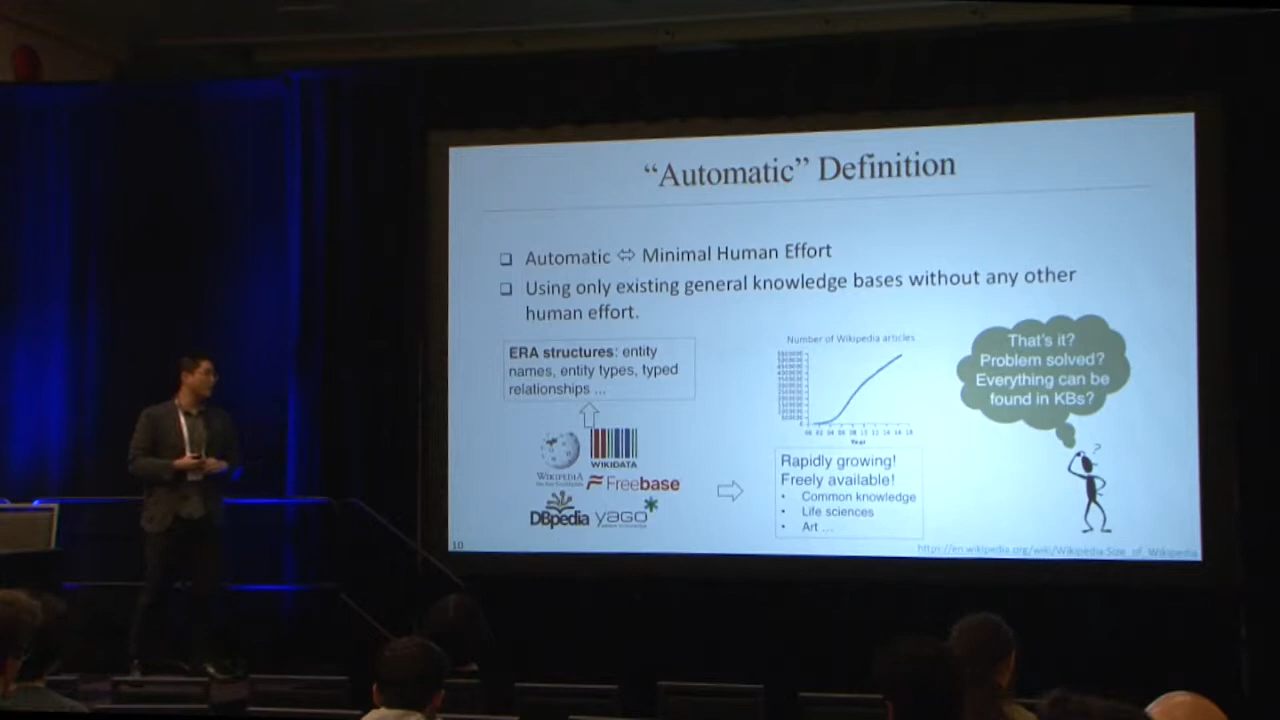 “Automatic” Definition
❑ Automatic ⇔ Minimal Human Effort
❑ Using only existing general knowledge bases without any other
human effort.
ERA structures: entity
names, entity types, typed
relationships ...
WIKIPEDIA
WIKIDATA
Freebase
DBpedia
yago
Number of Wikipedia articles
Year
Rapidly growing!
Freely available!
• Common knowledge
• Life sciences
• Art ...
That's it?
Problem solved?
Everything can be
found in KBs?
?
10
https://en.wikipedia.org/wiki/Wikipedia:Size_of_Wikipedia